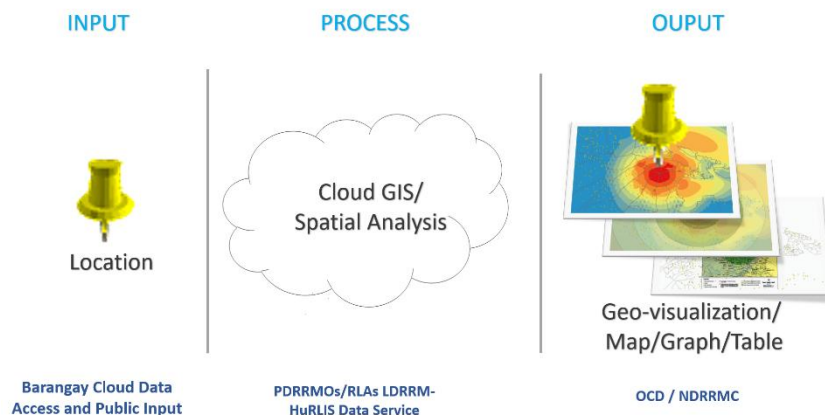 INPUT
PROCESS
OUPUT
Location
Cloud GIS/
Spatial Analysis
Geo-visualization/
Map/Graph/Table
Barangay Cloud Data
Access and Public Input
PDRRMOs/RLAs LDRRM-
HuRLIS Data Service
OCD / NDRRMC